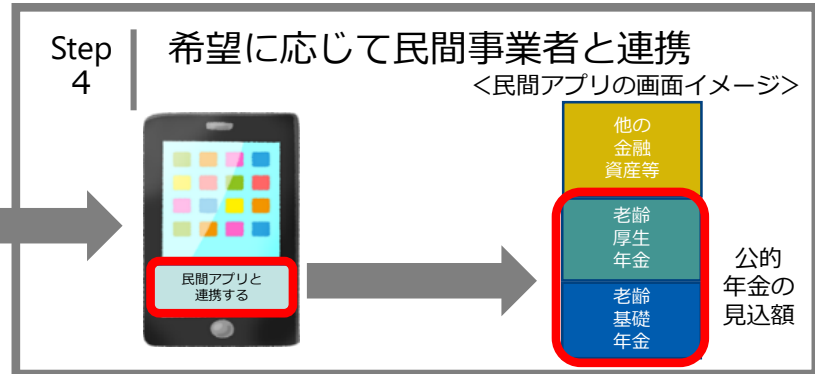 Step
4
希望に応じて民間事業者と連携
<民間アプリの画面イメージ>
他の
金融
資産等
老齢
厚生
年金
老齢
基礎
年金
公的
年金の
見込額
民間アプリと
連携する